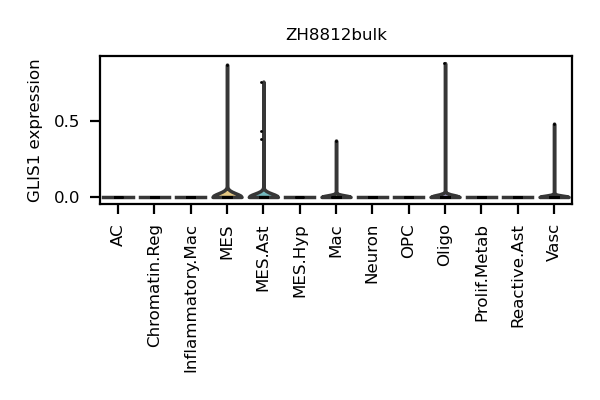 ZH8812bulk
GLIS1 expression
0.5
0.0
AC
Chromatin.Reg
Inflammatory.Mac
MES
MES.Ast
MES.Hyp
Mac
Neuron
OPC
Oligo
Prolif.Metab
Reactive.Ast
Vasc